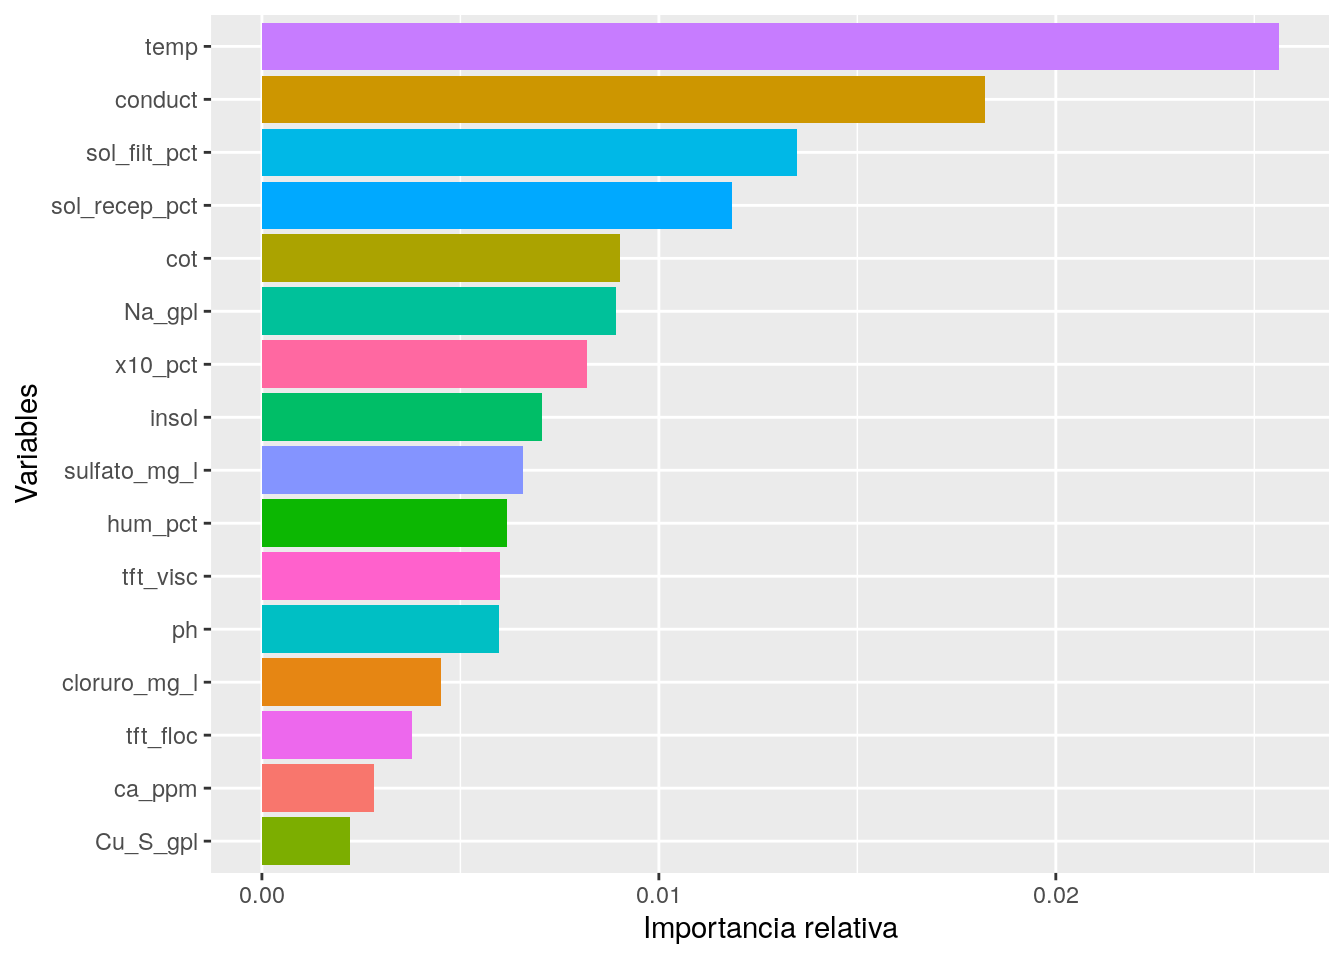 temp
conduct
sol_filt_pct
sol_recep_pct
cot
Na_gpl
x10_pct
insol
sulfato_mg_l
hum_pct
tft_visc
ph
cloruro_mg_l
tft_floc
ca_ppm
Cu_S_gpl
Variables
0.00 0.01 0.02
Importancia relativa